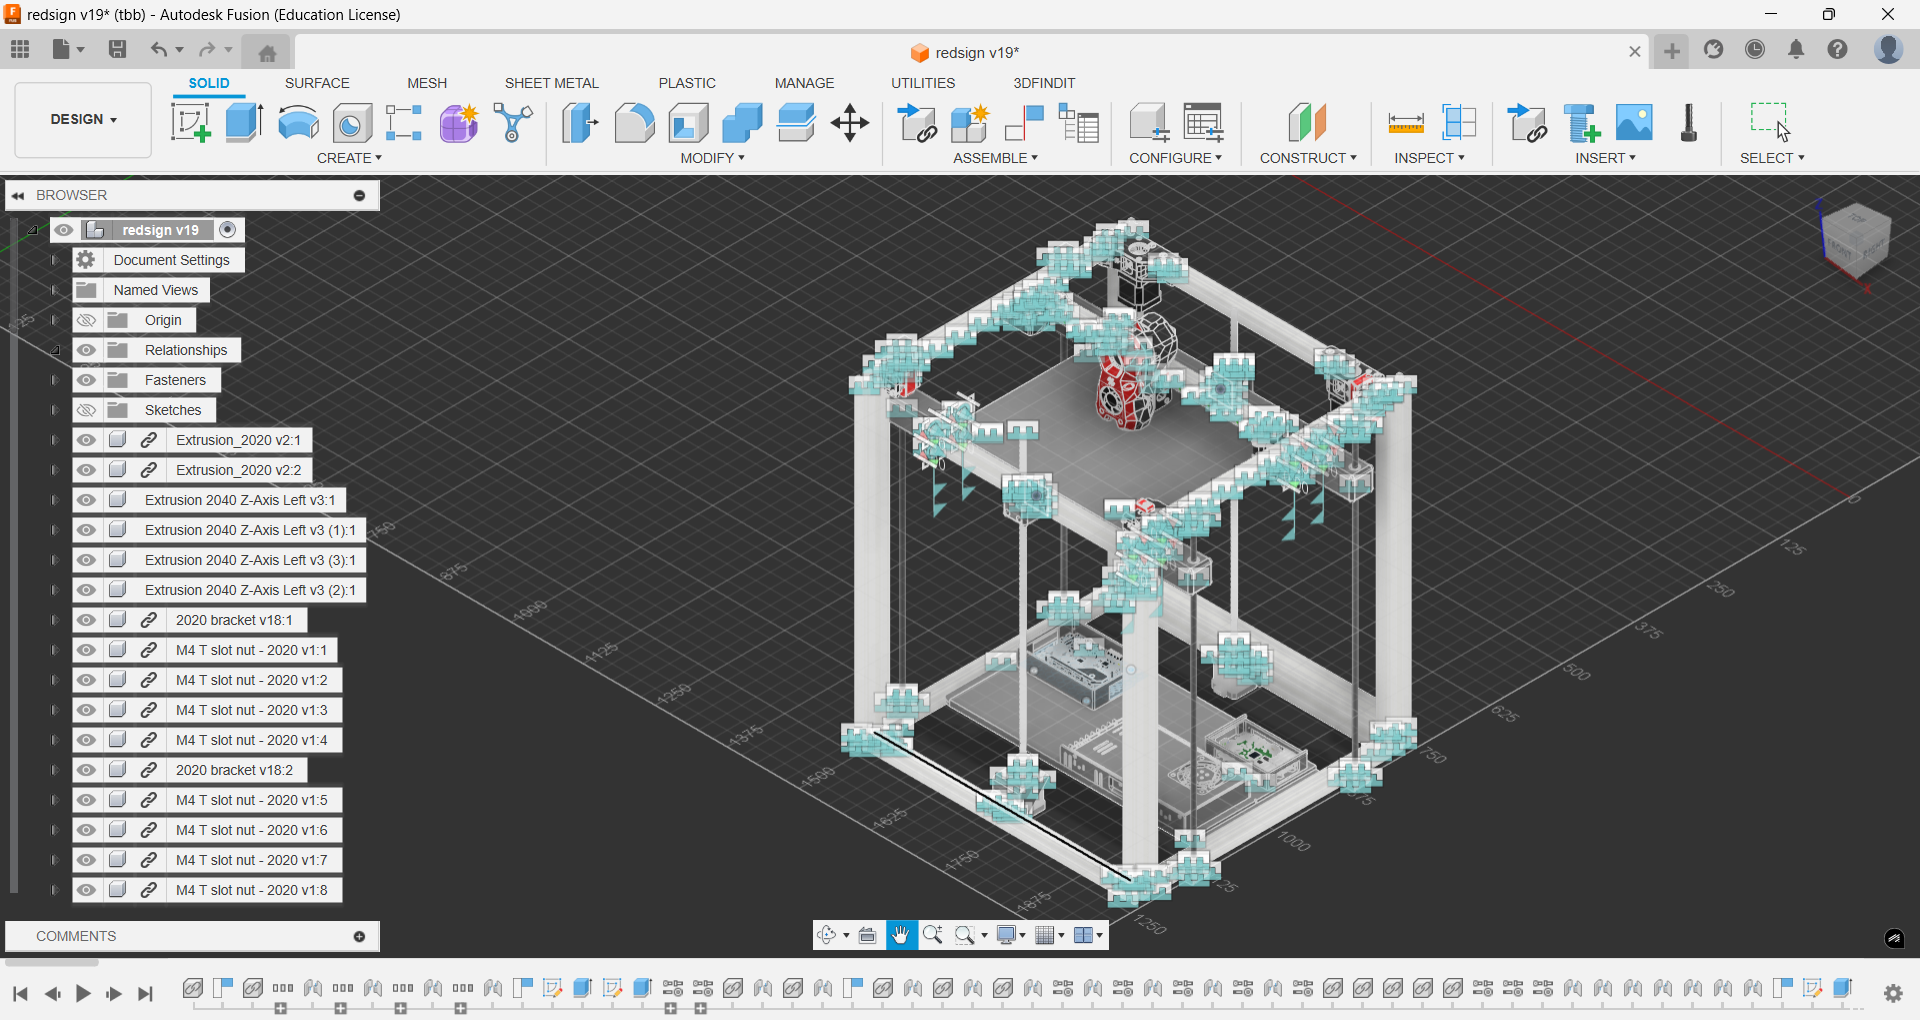 redsign v19* (tbb) - Autodesk Fusion (Education License)
redsign v19*
DESIGN
SOLID
SURFACE
MESH
SHEET METAL
PLASTIC
MANAGE
UTILITIES
3DFINDIT
CREATE
MODIFY
ASSEMBLE
CONFIGURE
CONSTRUCT
INSPECT
INSERT
SELECT
BROWSER
redsign v19
Document Settings
Named Views
Origin
Relationships
Fasteners
Sketches
Extrusion_2020 v2:1
Extrusion_2020 v2:2
Extrusion 2040 Z-Axis Left v3:1
Extrusion 2040 Z-Axis Left v3 (1):1
Extrusion 2040 Z-Axis Left v3 (3):1
Extrusion 2040 Z-Axis Left v3 (2):1
2020 bracket v18:1
M4 T slot nut - 2020 v1:1
M4 T slot nut - 2020 v1:2
M4 T slot nut - 2020 v1:3
M4 T slot nut - 2020 v1:4
2020 bracket v18:2
M4 T slot nut - 2020 v1:5
M4 T slot nut - 2020 v1:6
M4 T slot nut - 2020 v1:7
M4 T slot nut - 2020 v1:8
COMMENTS
TOP
FRONT
RIGHT
0
125
250
375
500
625
750
1000
1250
875
1000
1125
1250
1375
1500
1625
1750
1875